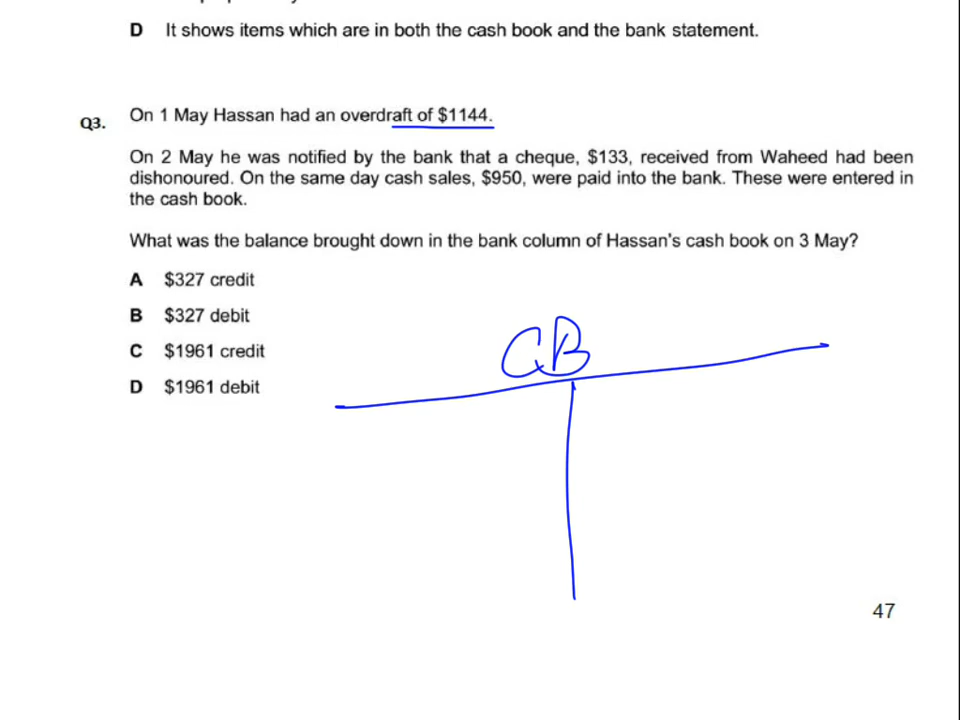 D It shows items which are in both the cash book and the bank statement.
Q3. On 1 May Hassan had an overdraft of $1144.
On 2 May he was notified by the bank that a cheque, $133, received from Waheed had been
dishonoured. On the same day cash sales, $950, were paid into the bank. These were entered in
the cash book.
What was the balance brought down in the bank column of Hassan's cash book on 3 May?
A $327 credit
B $327 debit
C $1961 credit
D $1961 debit
CB
47